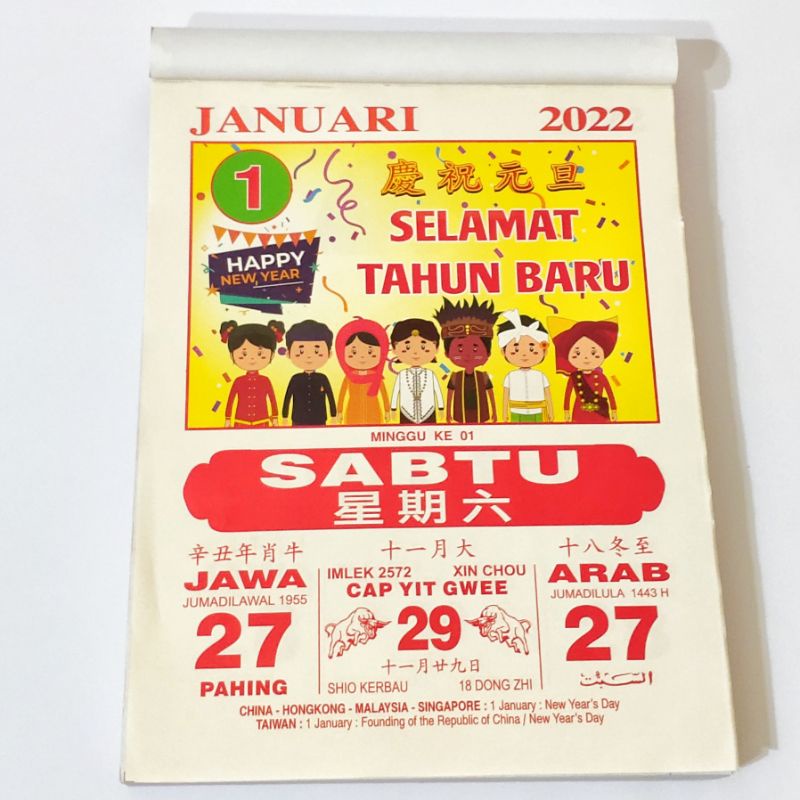 JANUARI 2022
1
慶祝元旦
SELAMAT
TAHUN BARU
HAPPY
NEW YEAR
MINGGU KE 01
SABTU
星期六
辛丑年肖牛
JAWA
JUMADILAWAL 1955
27
PAHING
十一月大
IMLEK 2572 XIN CHOU
CAP YIT GWEE
29
十一月廿九日
SHIO KERBAU 18 DONG ZHI
十八冬至
ARAB
JUMADILULA 1443 H
27
السبت
CHINA - HONGKONG - MALAYSIA - SINGAPORE : 1 January : New Year's Day
TAIWAN : 1 January : Founding of the Republic of China / New Year's Day